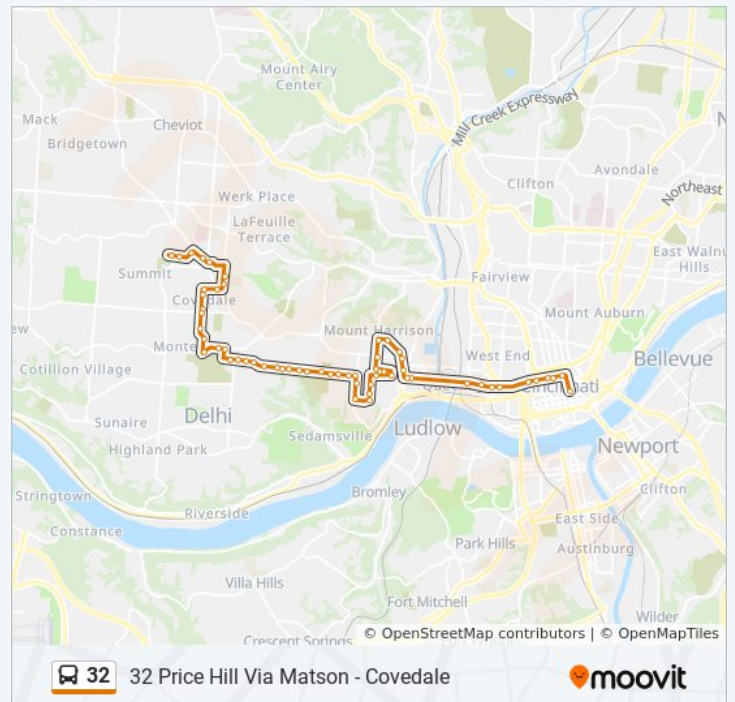 Mount Airy
Center
Mill Creek Expressway
Mack
Cheviot
Bridgetown
Avondale
Werk Place
Clifton
Northeast
LaFeuille
Terrace
East Walnu
Hills
Summit
Fairview
Covedale
Mount Auburn
Mount Harrison
ew
Monte
West End
Bellevue
Cotillion Village
Que
Cincinnati
Delhi
Sunaire
Sedamsville
Ludlow
Highland Park
Newport
Stringtown
Bromley
Clifton
Riverside
East Side
Constance
Park Hills
Austinburg
Villa Hills
Fort Mitchell
Wilder
Crescent Springs
© OpenStreetMap contributors | © OpenMapTiles
32 32 Price Hill Via Matson - Covedale
moovit